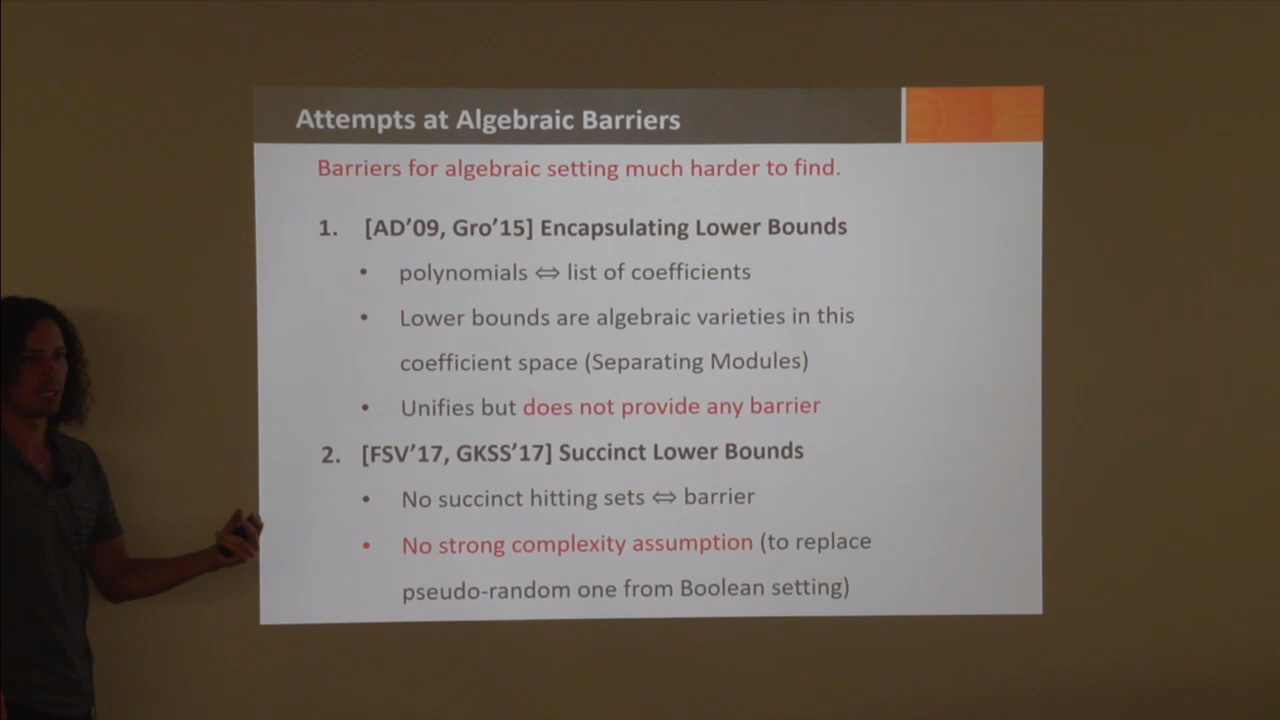 Attempts at Algebraic Barriers
Barriers for algebraic setting much harder to find.
1. [AD’09, Gro’15] Encapsulating Lower Bounds
• polynomials ⇔ list of coefficients
• Lower bounds are algebraic varieties in this
coefficient space (Separating Modules)
• Unifies but does not provide any barrier
2. [FSV’17, GKSS’17] Succinct Lower Bounds
• No succinct hitting sets ⇔ barrier
• No strong complexity assumption (to replace
pseudo-random one from Boolean setting)